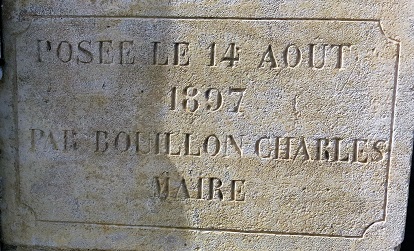 POSEE LE 14 AOUT
1897
PAR BOUILLON CHARLES
MAIRE